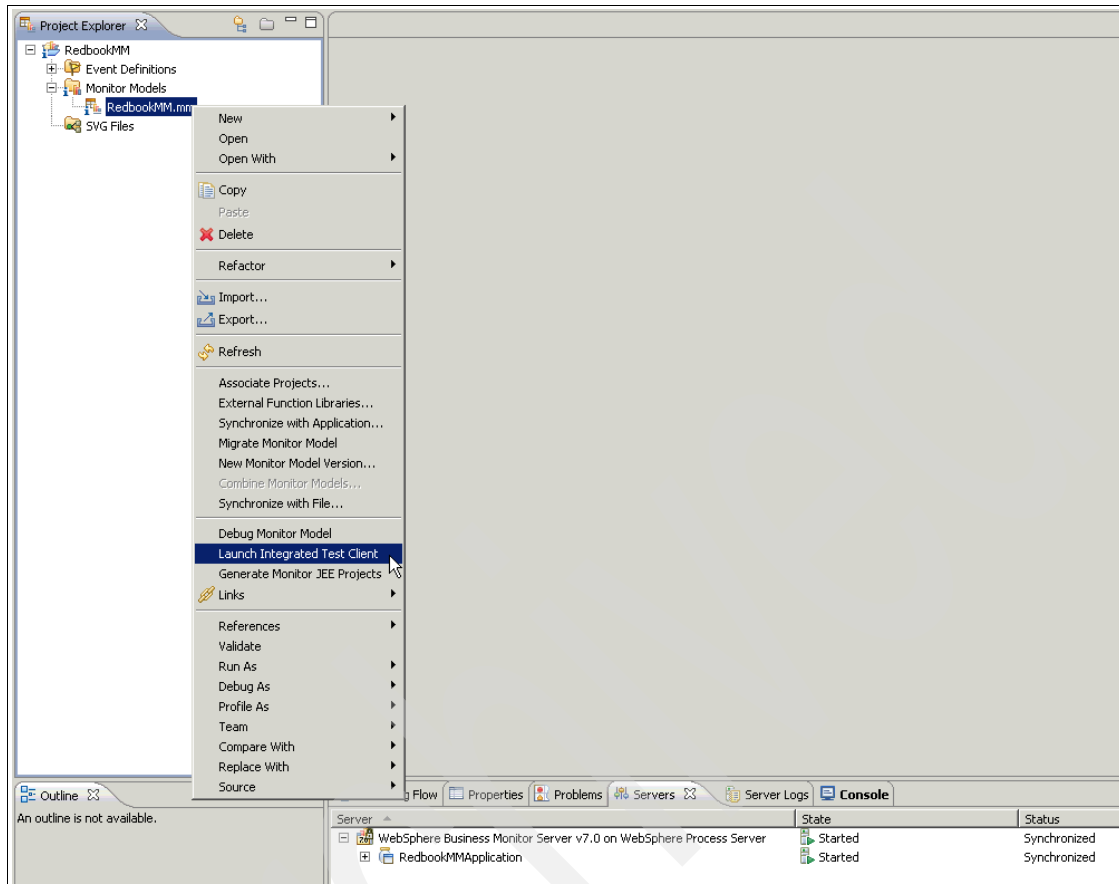 Project Explorer
RedbookMM
Event Definitions
Monitor Models
RedbookMM.mm
SVG Files
New
Open
Open With
Copy
Paste
Delete
Refactor
Import...
Export...
Refresh
Associate Projects...
External Function Libraries...
Synchronize with Application...
Migrate Monitor Model
New Monitor Model Version...
Combine Monitor Models...
Synchronize with File...
Debug Monitor Model
Launch Integrated Test Client
Generate Monitor JEE Projects
Links
References
Validate
Run As
Debug As
Profile As
Team
Compare With
Replace With
Source
Outline
An outline is not available.
Flow Properties Problems Servers Server Logs Console
Server State Status
WebSphere Business Monitor Server v7.0 on WebSphere Process Server Started Synchronized
RedbookMMApplication Started Synchronized